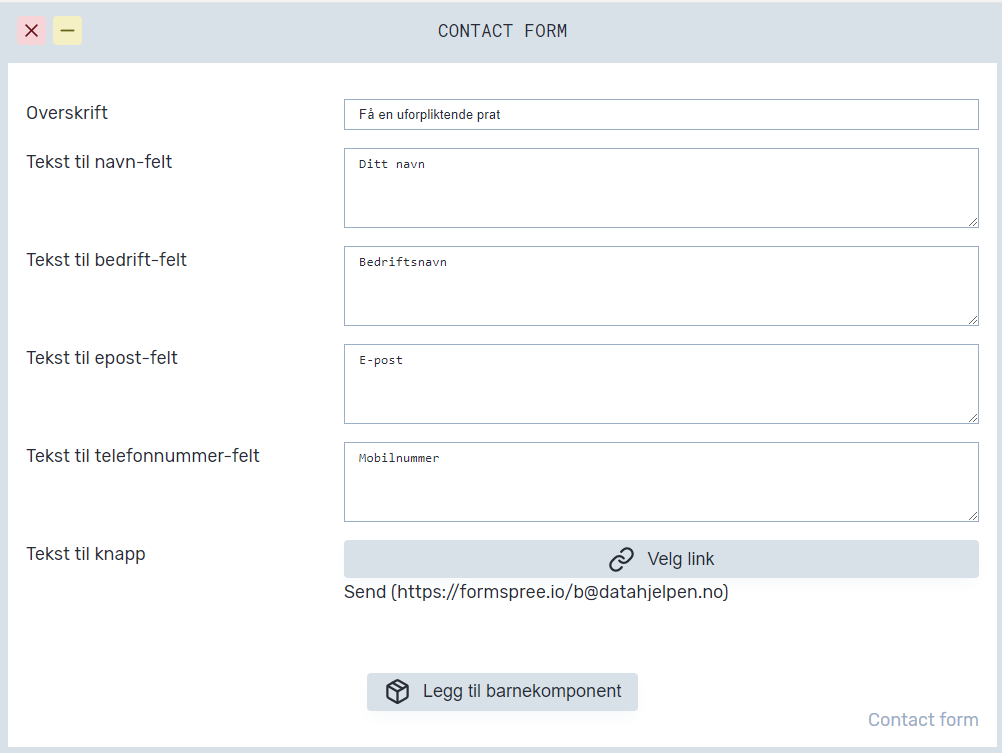 CONTACT FORM
Overskrift
Få en uforpliktende prat
Tekst til navn-felt
Ditt navn
Tekst til bedrift-felt
Bedriftsnavn
Tekst til epost-felt
E-post
Tekst til telefonnummer-felt
Mobilnummer
Tekst til knapp
Velg link
Send (https://formspree.io/b@datahjelpen.no)
Legg til barnekomponent
Contact form